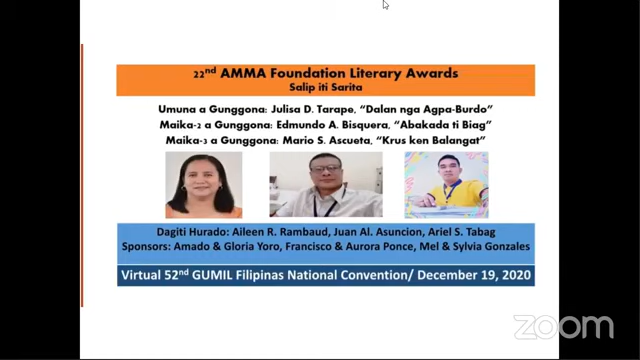 22nd AMMA Foundation Literary Awards
Salip iti Sarita
Umuna a Gunggona: Julisa D. Tarape, “Dalan nga Agpa-Burdo”
Maika-2 a Gunggona: Edmundo A. Bisquera, “Abakada ti Biag”
Maika-3 a Gunggona: Mario S. Ascueta, “Krus ken Balangat”
Dagiti Hurado: Aileen R. Rambaud, Juan Al. Asuncion, Ariel S. Tabag
Sponsors: Amado & Gloria Yoro, Francisco & Aurora Ponce, Mel & Sylvia Gonzales
Virtual 52nd GUMIL Filipinas National Convention/ December 19, 2020
zoom